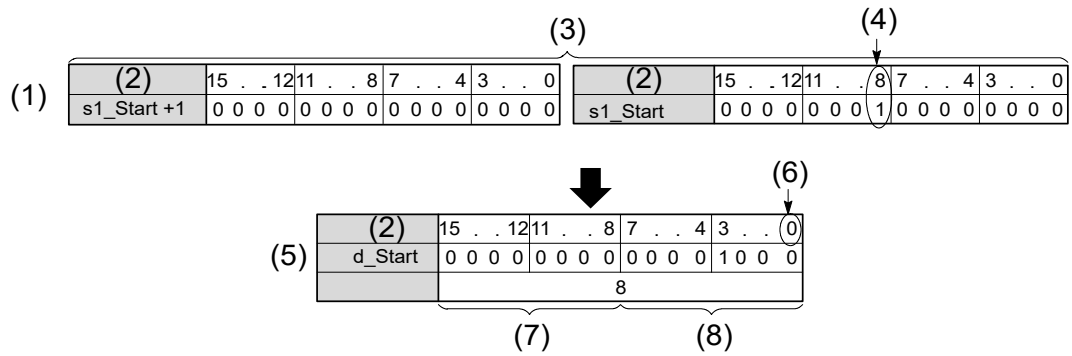 (3) (4)
(1) (2) 15 . . 12 11 . . 8 7 . . 4 3 . . 0 (2) 15 . . 12 11 . . 8 7 . . 4 3 . . 0
s1_Start +1 0 0 0 0 0 0 0 0 0 0 0 0 0 0 0 0 s1_Start 0 0 0 0 0 0 0 1 0 0 0 0 0 0 0 0
(6)
(2) 15 . . 12 11 . . 8 7 . . 4 3 . . 0
(5) d_Start 0 0 0 0 0 0 0 0 0 0 0 0 1 0 0 0
8
(7) (8)